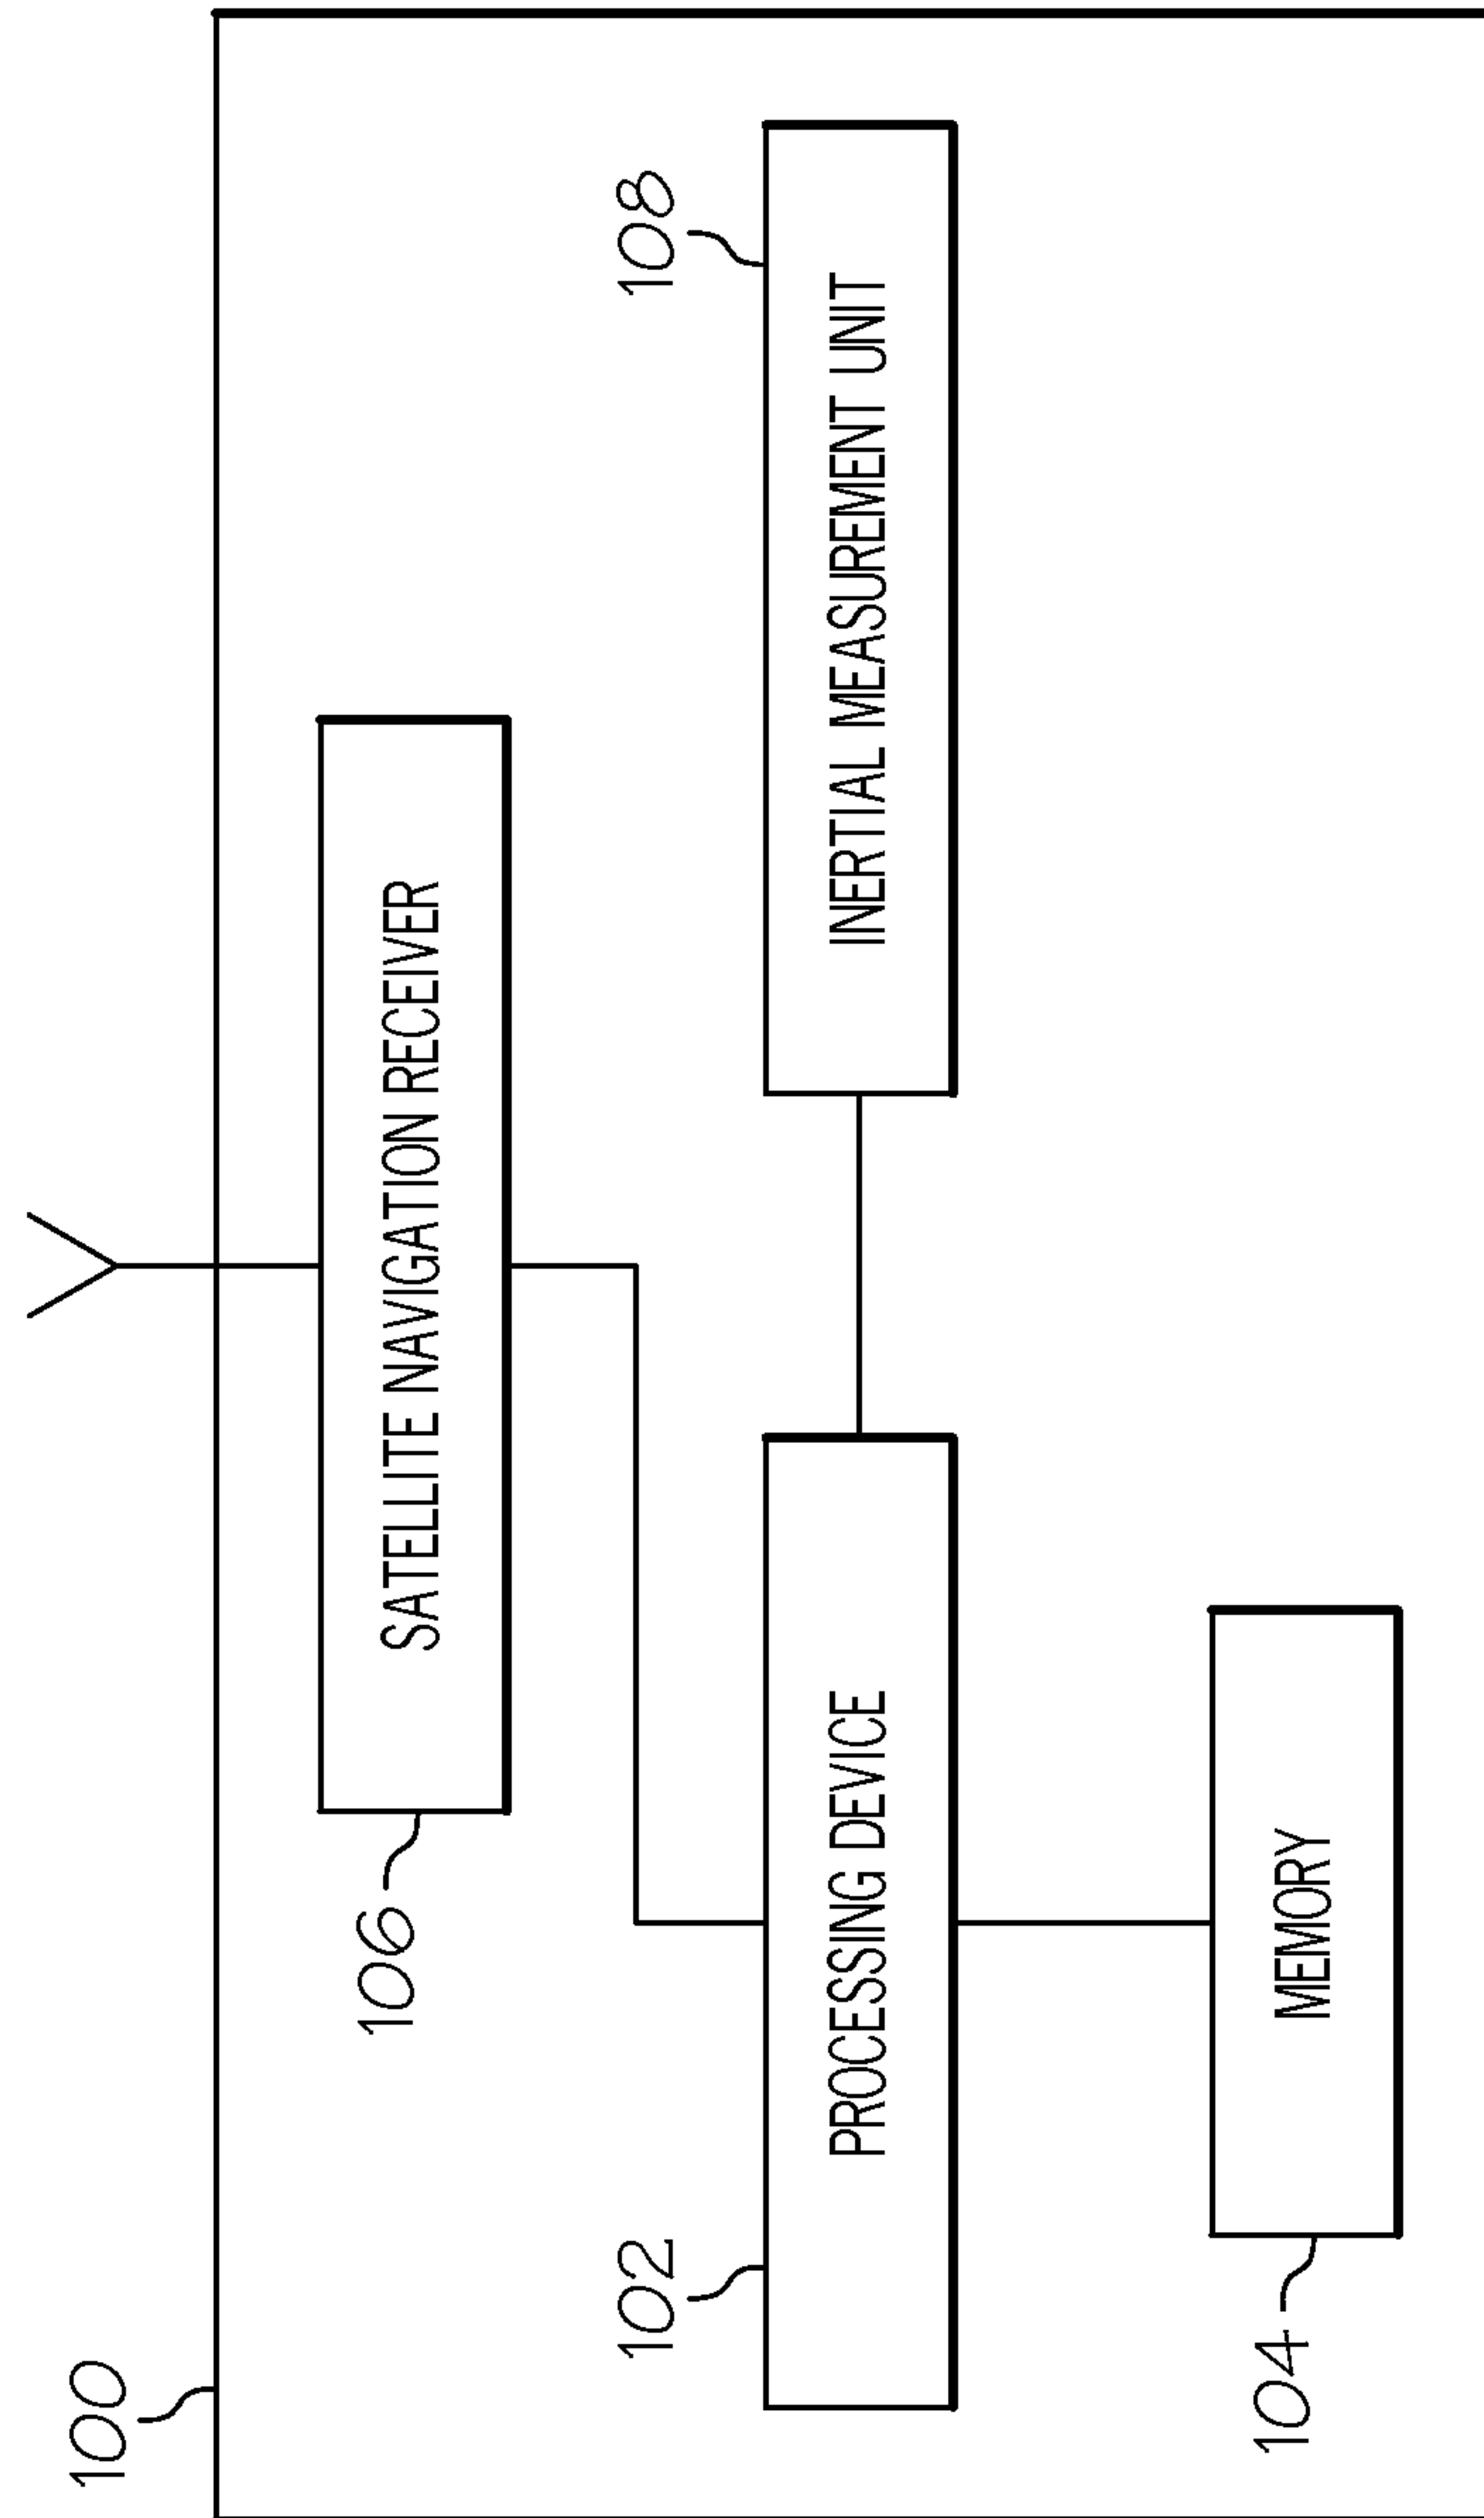 100
106
SATELLITE NAVIGATION RECEIVER
102
108
PROCESSING DEVICE
INERTIAL MEASUREMENT UNIT
104
MEMORY